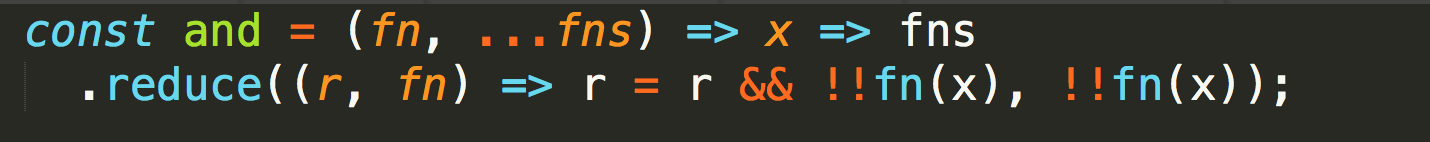 const and = (fn, ...fns) => x => fns
.reduce((r, fn) => r = r && !!fn(x), !!fn(x));